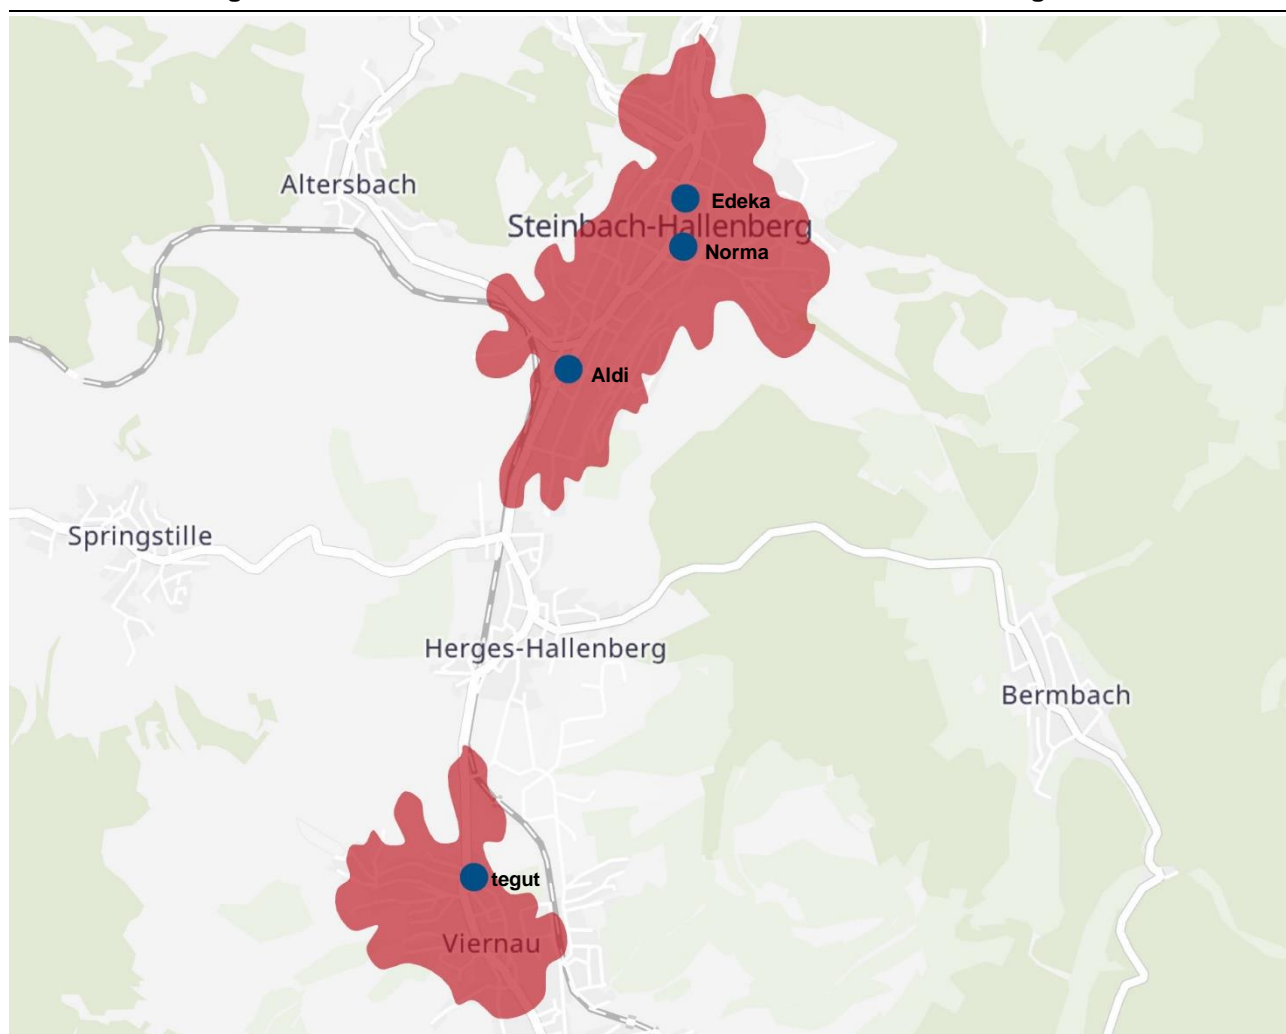 Altersbach
Edeka
Steinbach-Hallenberg
Norma
Aldi
Springstille
Herges-Hallenberg
Bermbach
tegut
Viernau